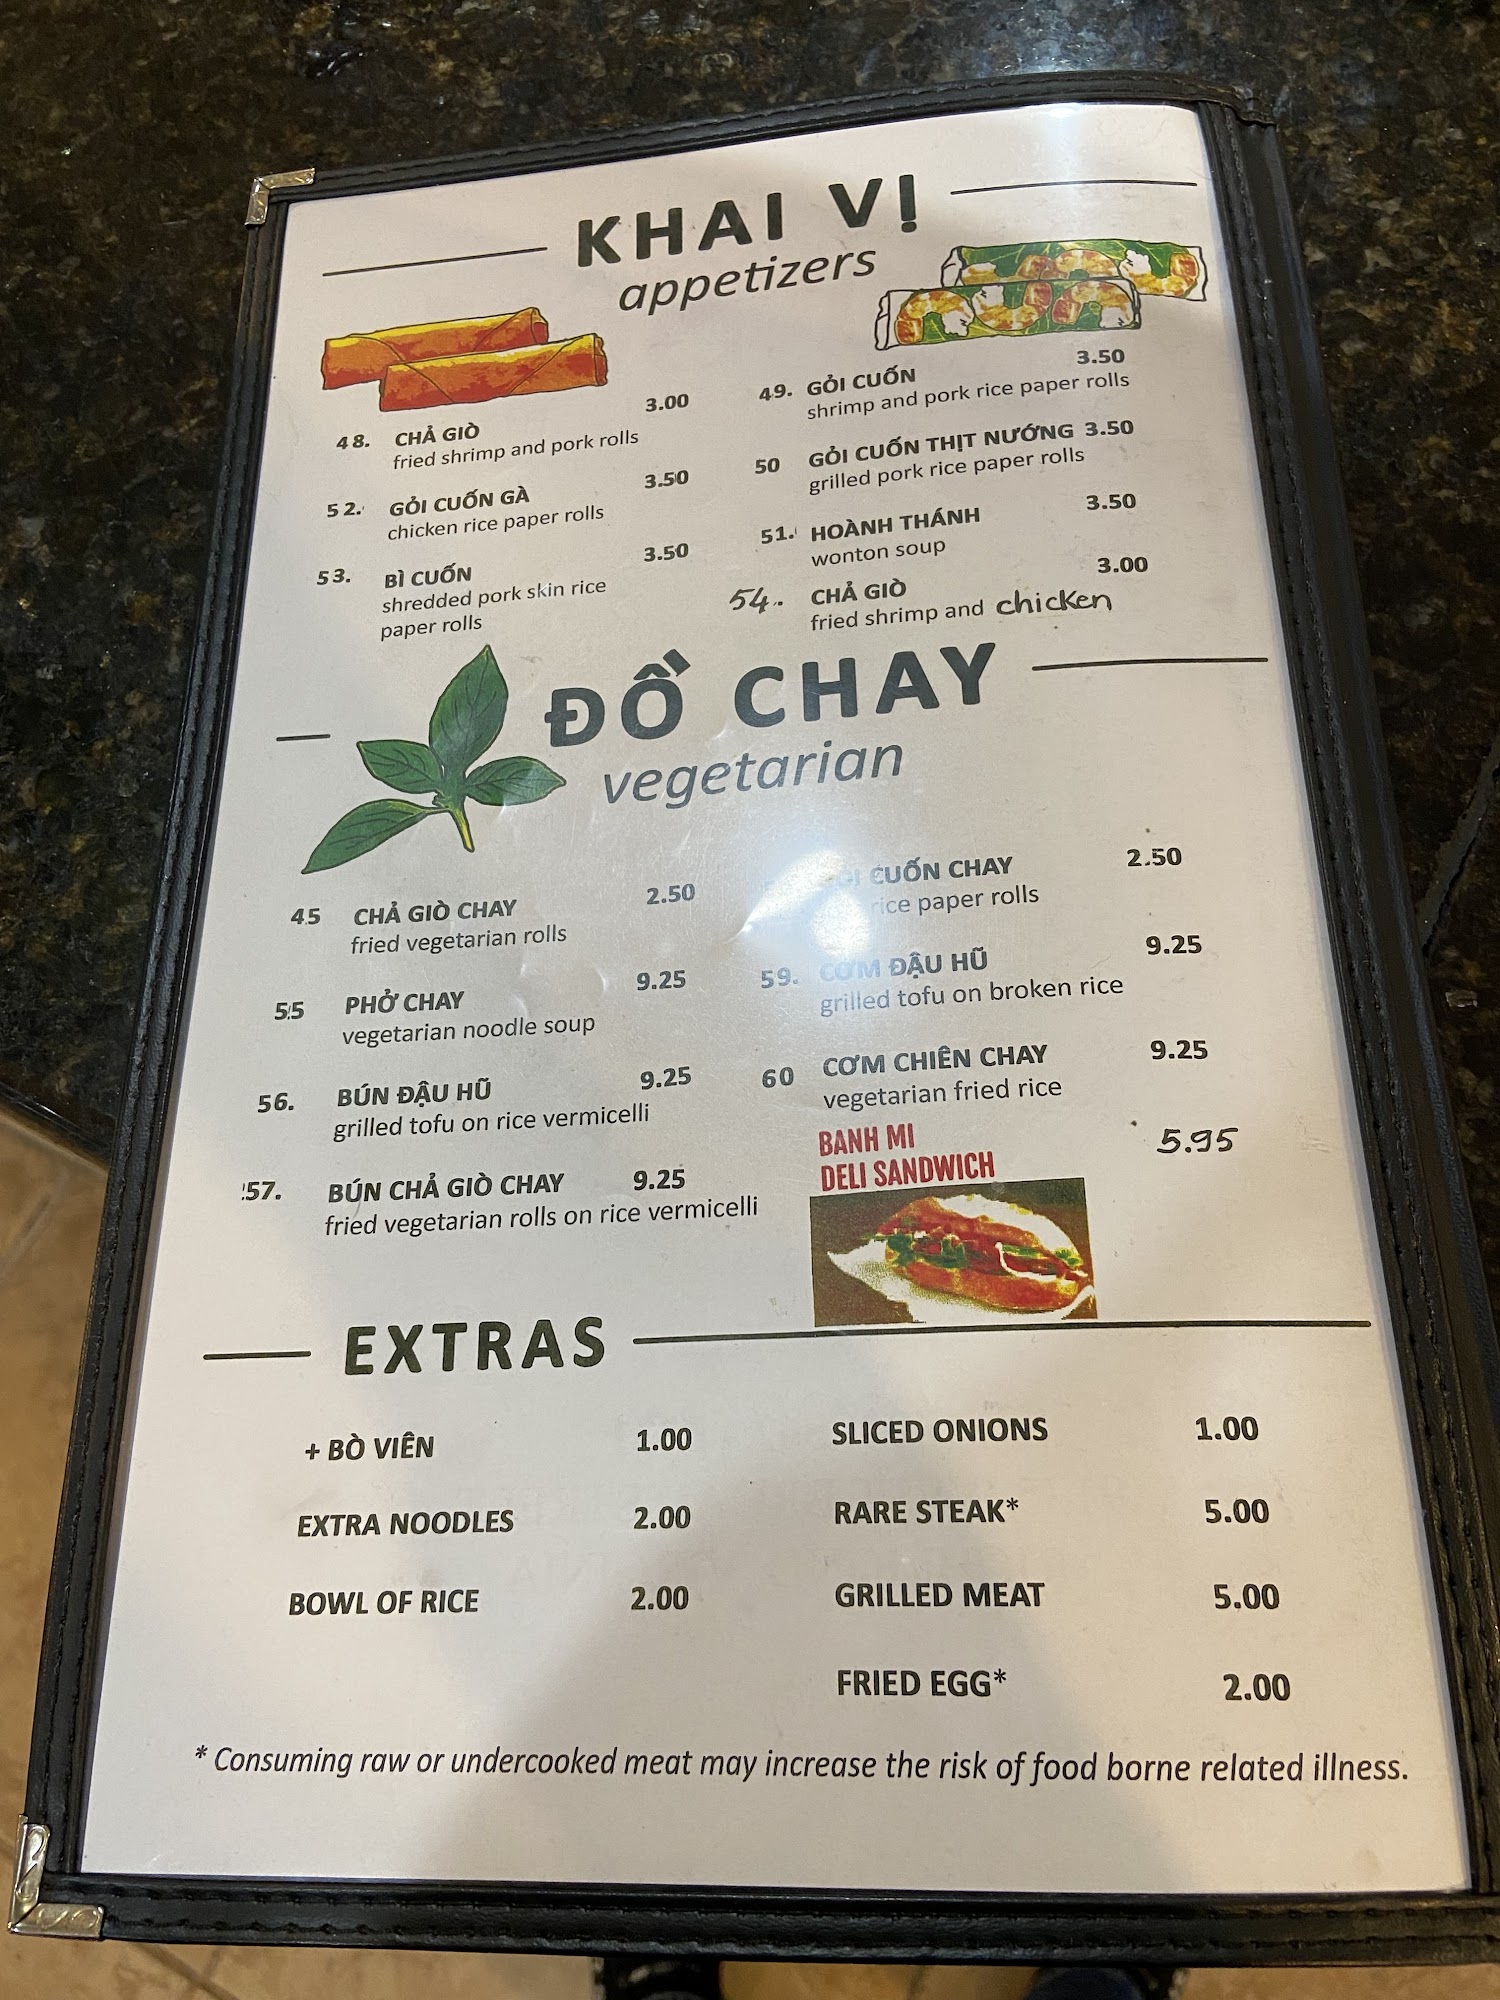 KHAI VỊ
appetizers
48. CHẢ GIÒ 3.00
fried shrimp and pork rolls
49. GỎI CUỐN 3.50
shrimp and pork rice paper rolls
52. GỎI CUỐN GÀ 3.50
chicken rice paper rolls
50 GỎI CUỐN THỊT NƯỚNG 3.50
grilled pork rice paper rolls
53. BÌ CUỐN 3.50
shredded pork skin rice
paper rolls
51. HOÀNH THÁNH 3.50
wonton soup
54. CHẢ GIÒ 3.00
fried shrimp and chicken
ĐỒ CHAY
vegetarian
45 CHẢ GIÒ CHAY 2.50
fried vegetarian rolls
CUỐN CHAY 2.50
rice paper rolls
55 PHỞ CHAY 9.25
vegetarian noodle soup
59. CƠM ĐẬU HŨ 9.25
grilled tofu on broken rice
56. BÚN ĐẬU HŨ 9.25
grilled tofu on rice vermicelli
60 CƠM CHIÊN CHAY 9.25
vegetarian fried rice
57. BÚN CHẢ GIÒ CHAY 9.25
fried vegetarian rolls on rice vermicelli
BANH MI
DELI SANDWICH 5.95
EXTRAS
+ BÒ VIÊN 1.00
SLICED ONIONS 1.00
EXTRA NOODLES 2.00
RARE STEAK* 5.00
BOWL OF RICE 2.00
GRILLED MEAT 5.00
FRIED EGG* 2.00
* Consuming raw or undercooked meat may increase the risk of food borne related illness.